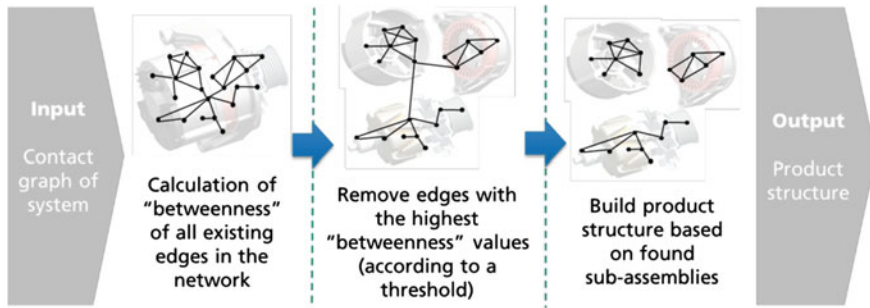 Input
Contact
graph of
system
Calculation of
“betweenness”
of all existing
edges in the
network
Remove edges with
the highest
“betweenness” values
(according to a
threshold)
Build product
structure based
on found
sub-assemblies
Output
Product
structure